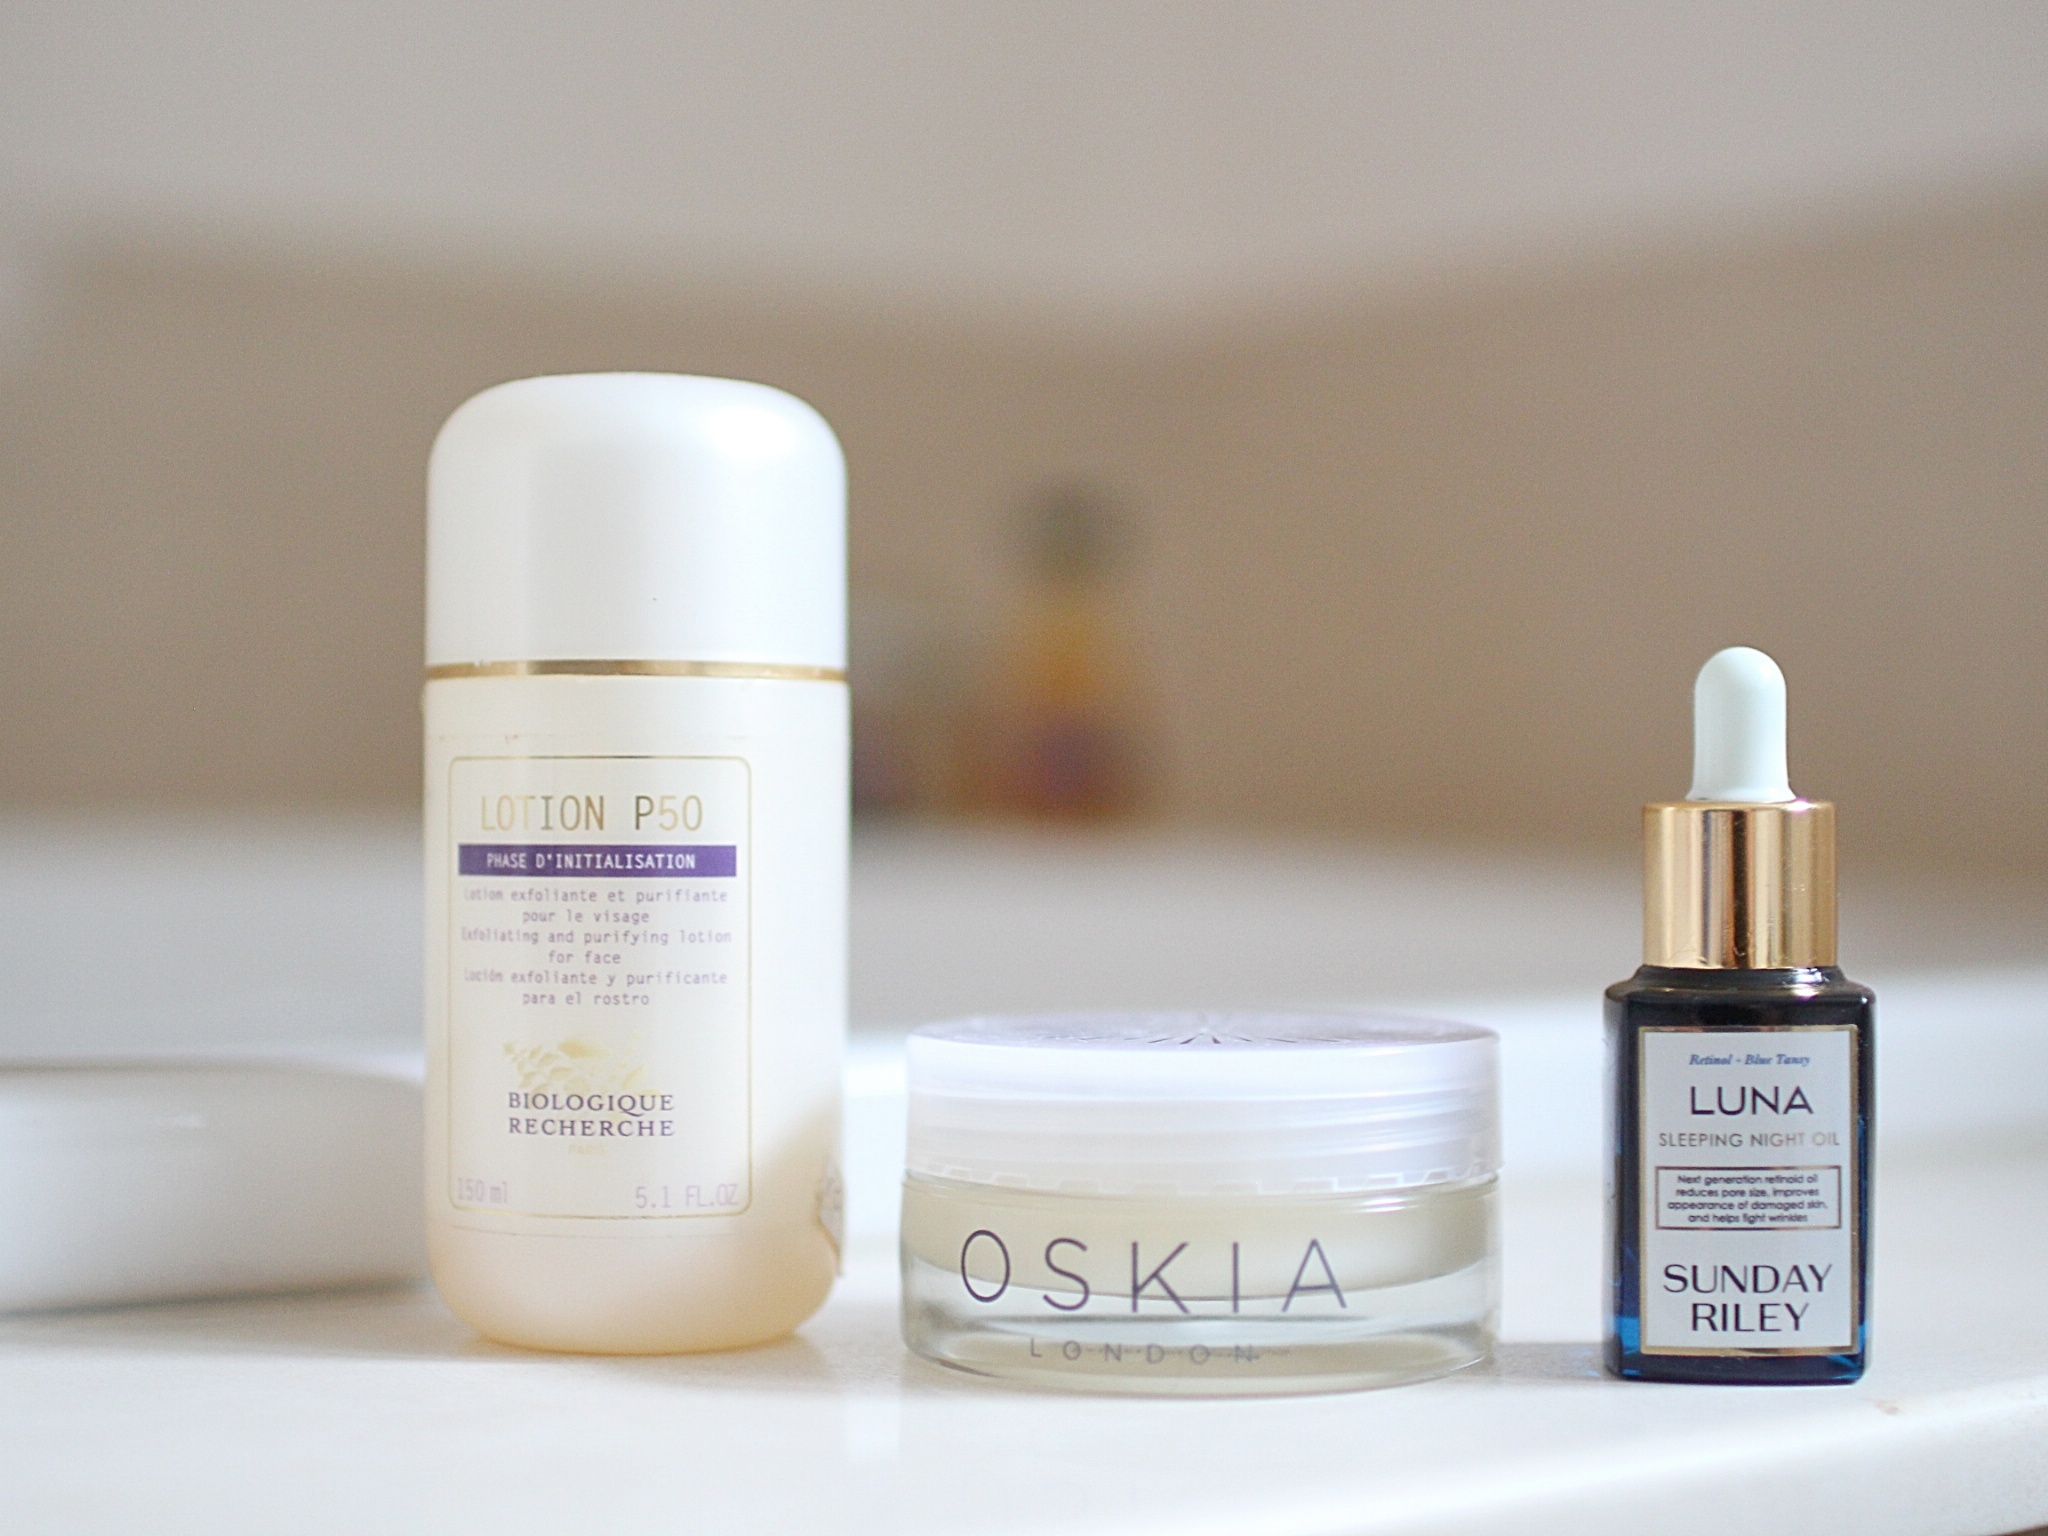 LOTION P50
PHASE D'INITIALISATION
Lotion exfoliante et purifiante
pour le visage
Exfoliating and purifying lotion
for face
Loción exfoliante y purificante
para el rostro
BIOLOGIQUE
RECHERCHE
PARIS
150 ml 5.1 FL.OZ
OSKIA
LONDON
Retinol - Blue Tansy
LUNA
SLEEPING NIGHT OIL
Next generation retinoid oil
reduces pore size, improves
appearance of damaged skin,
and helps fight wrinkles
SUNDAY
RILEY